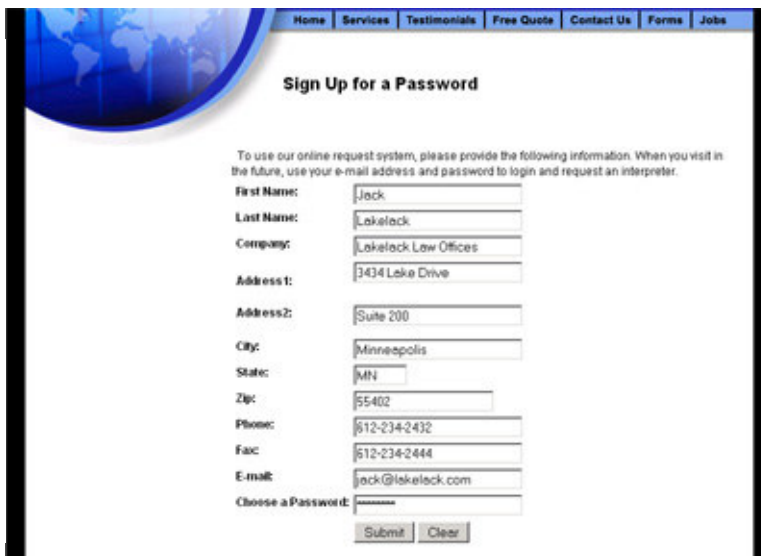 Home Services Testimonials Free Quote Contact Us Forms Jobs
Sign Up for a Password
To use our online request system, please provide the following information. When you visit in
the future, use your e-mail address and password to login and request an interpreter.
First Name: Jack
Last Name: Lakelack
Company: Lakelack Law Offices
Address1: 3434 Lake Drive
Address2: Suite 200
City: Minneapolis
State: MN
Zip: 55402
Phone: 612-234-2432
Fax: 612-234-2444
E-mail: jack@lakelack.com
Choose a Password:
Submit Clear